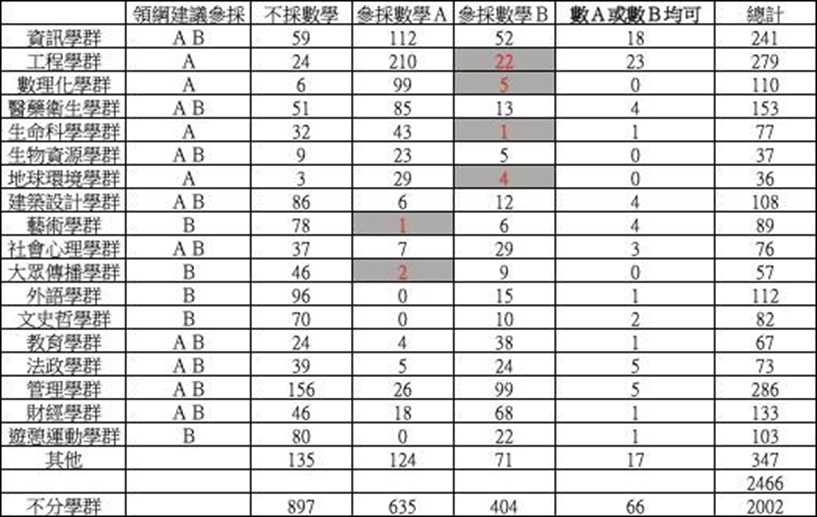 領綱建議參採 不採數學 參採數學A 參採數學B 數A或數B均可 總計
資訊學群 A B 59 112 52 18 241
工程學群 A 24 210 22 23 279
數理化學群 A 6 99 5 0 110
醫藥衛生學群 A B 51 85 13 4 153
生命科學學群 A 32 43 1 1 77
生物資源學群 A B 9 23 5 0 37
地球環境學群 A 3 29 4 0 36
建築設計學群 A B 86 6 12 4 108
藝術學群 B 78 1 6 4 89
社會心理學群 A B 37 7 29 3 76
大眾傳播學群 B 46 2 9 0 57
外語學群 B 96 0 15 1 112
文史哲學群 B 70 0 10 2 82
教育學群 A B 24 4 38 1 67
法政學群 A B 39 5 24 5 73
管理學群 A B 156 26 99 5 286
財經學群 A B 46 18 68 1 133
遊憩運動學群 B 80 0 22 1 103
其他 135 124 71 17 347
2466
不分學群 897 635 404 66 2002